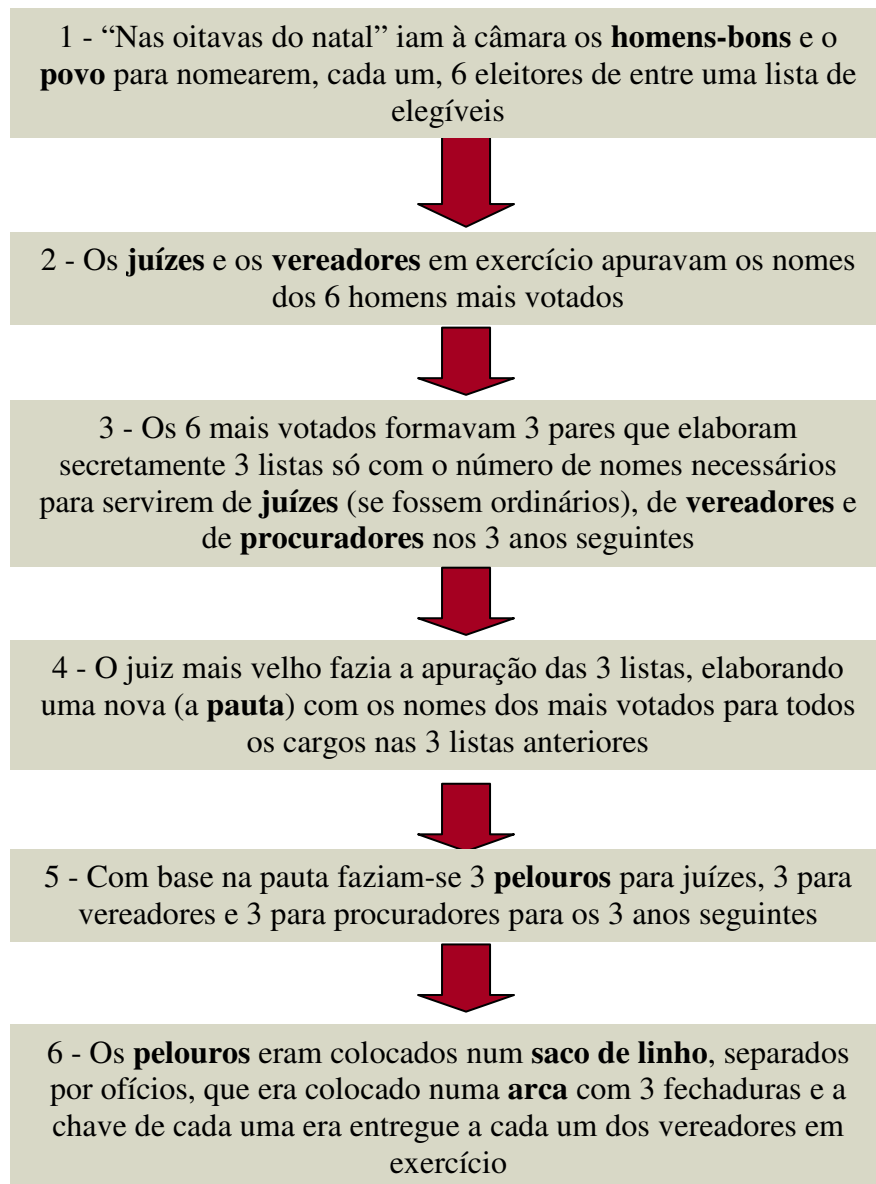 1 - “Nas oitavas do natal” iam à câmara os homens-bons e o
povo para nomearem, cada um, 6 eleitores de entre uma lista de
elegíveis
2 - Os juízes e os vereadores em exercício apuravam os nomes
dos 6 homens mais votados
3 - Os 6 mais votados formavam 3 pares que elaboram
secretamente 3 listas só com o número de nomes necessários
para servirem de juízes (se fossem ordinários), de vereadores e
de procuradores nos 3 anos seguintes
4 - O juiz mais velho fazia a apuração das 3 listas, elaborando
uma nova (a pauta) com os nomes dos mais votados para todos
os cargos nas 3 listas anteriores
5 - Com base na pauta faziam-se 3 pelouros para juízes, 3 para
vereadores e 3 para procuradores para os 3 anos seguintes
6 - Os pelouros eram colocados num saco de linho, separados
por ofícios, que era colocado numa arca com 3 fechaduras e a
chave de cada uma era entregue a cada um dos vereadores em
exercício